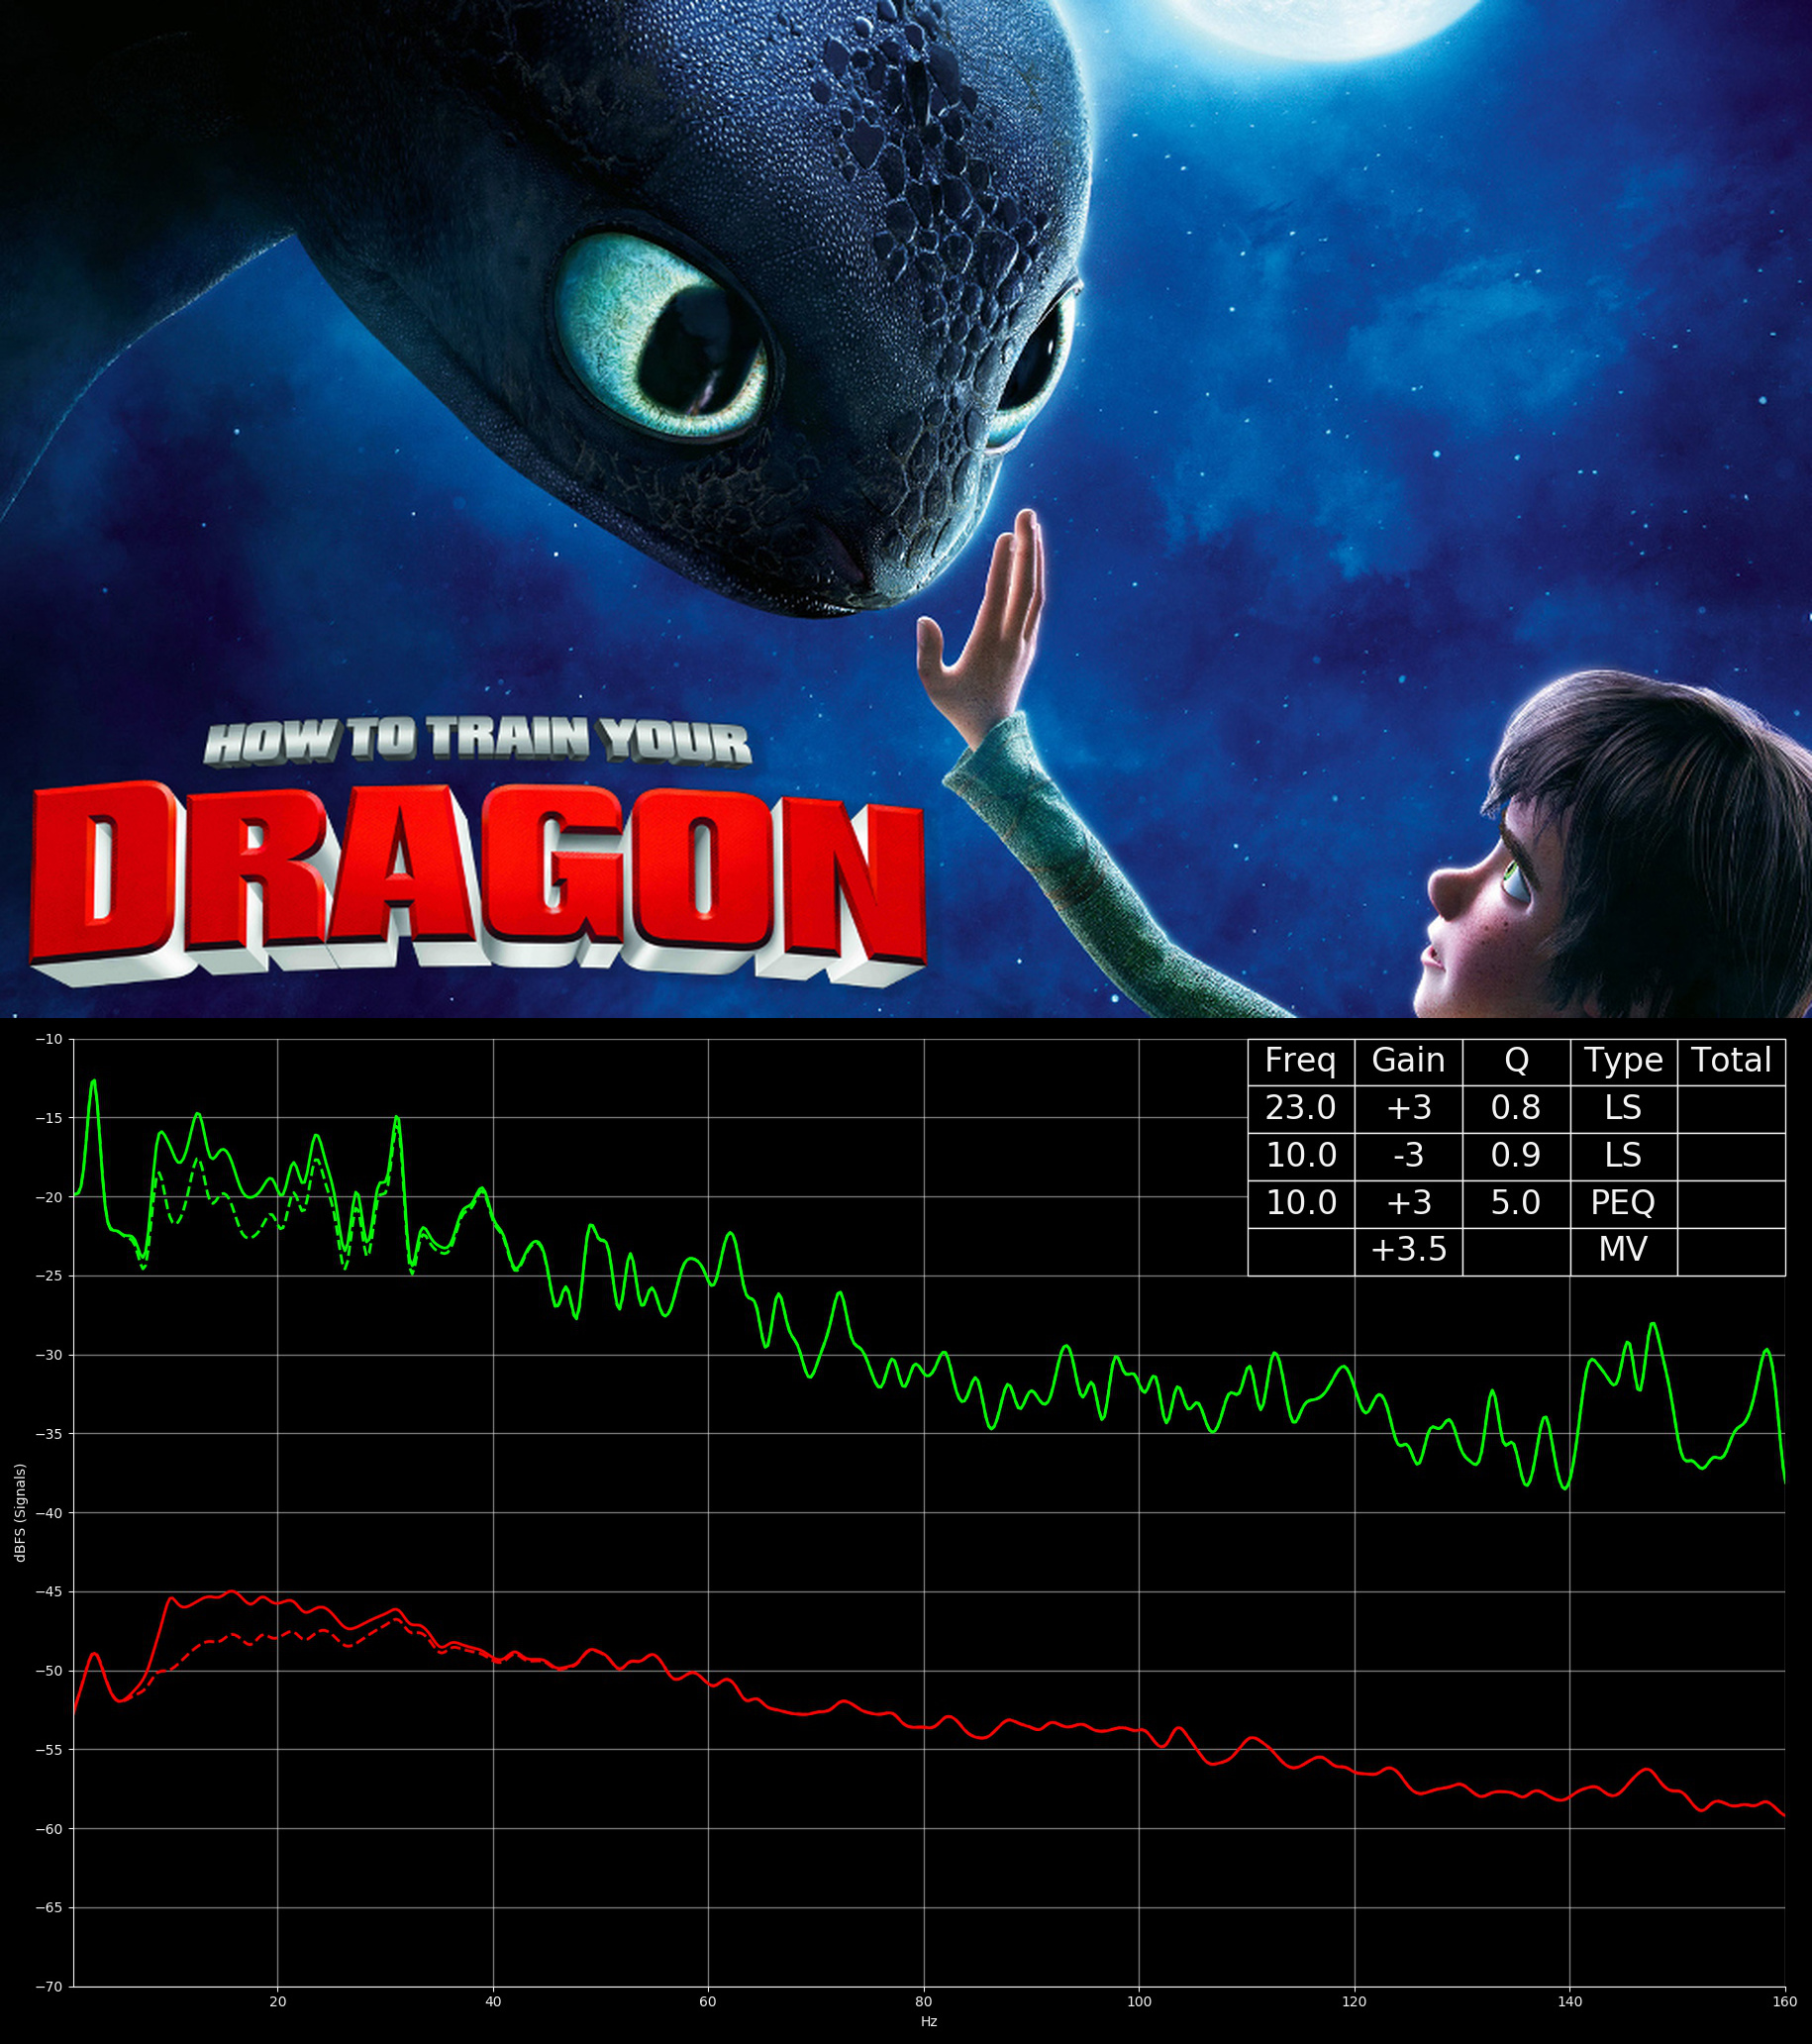 HOW TO TRAIN YOUR
DRAGON
Freq Gain Q Type Total
23.0 +3 0.8 LS
10.0 -3 0.9 LS
10.0 +3 5.0 PEQ
+3.5 MV
−10
−15
−20
−25
−30
−35
−40
−45
−50
−55
−60
−65
−70
dBFS (Signals)
20 40 60 80 100 120 140 160
Hz